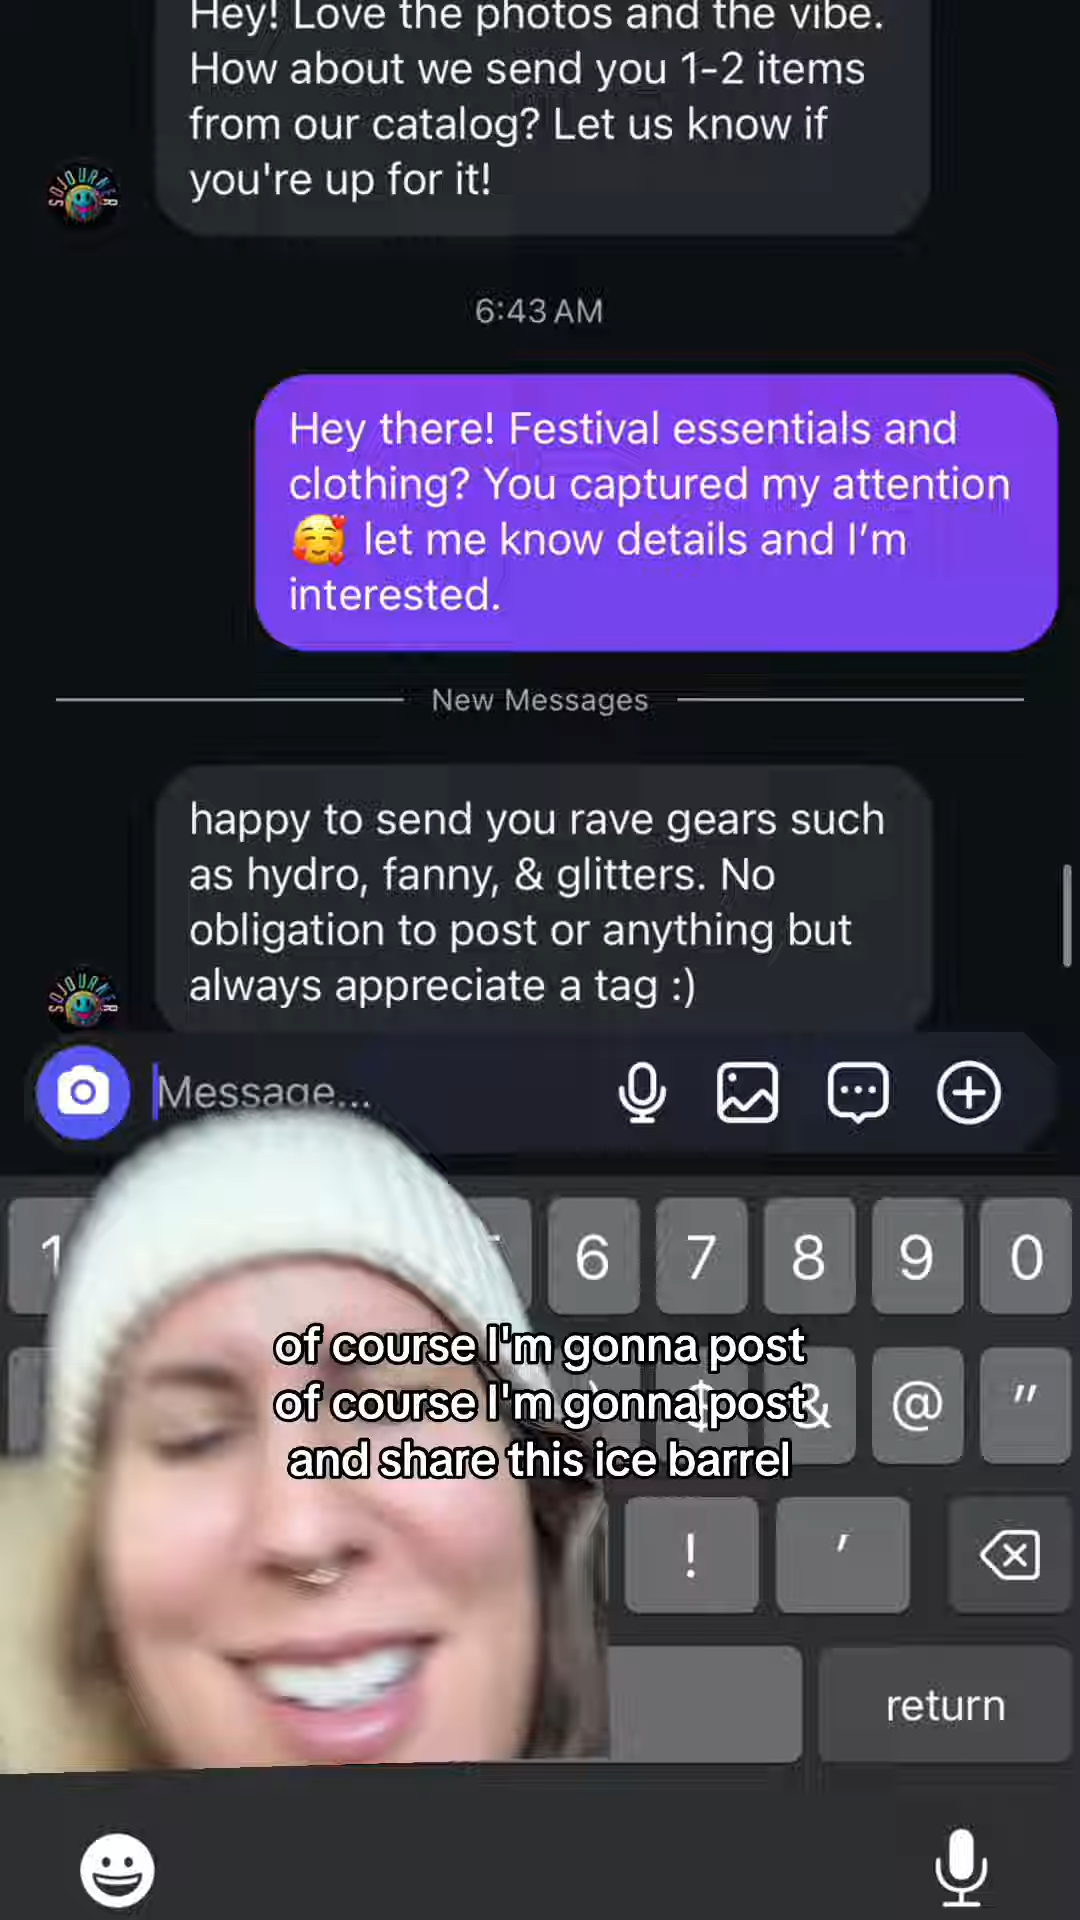 Hey! Love the photos and the vibe.
How about we send you 1-2 items
from our catalog? Let us know if
you're up for it!
SOJOURNER
6:43 AM
Hey there! Festival essentials and
clothing? You captured my attention
🥰 let me know details and I’m
interested.
New Messages
happy to send you rave gears such
as hydro, fanny, & glitters. No
obligation to post or anything but
always appreciate a tag :)
SOJOURNER
Message...
1 6 7 8 9 0
of course I'm gonna post
of course I'm gonna post
and share this ice barrel
$ & @ "
! '
return